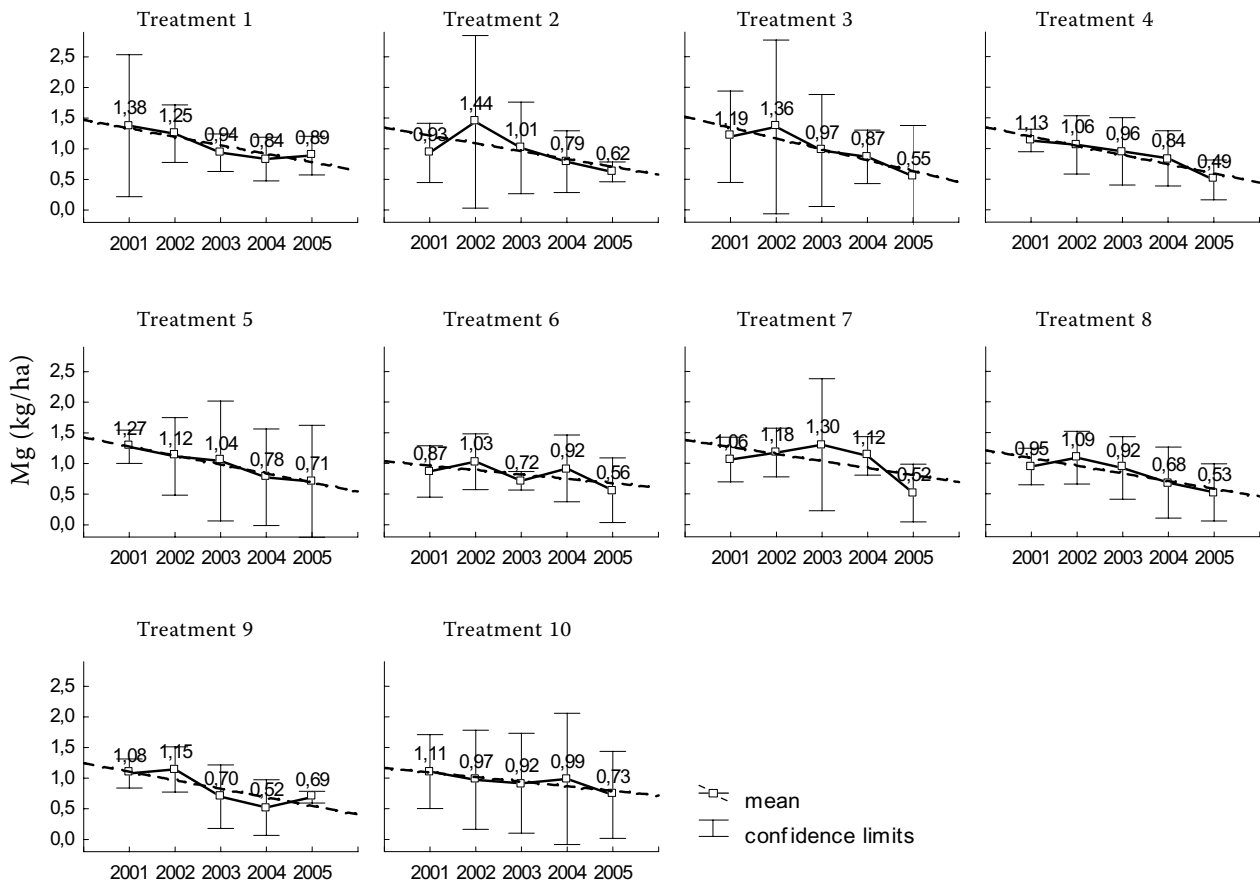 Treatment 1 Treatment 2 Treatment 3 Treatment 4
2,5
2,0
1,5
1,0
0,5
0,0
1,38 1,25 0,94 0,84 0,89
0,93 1,44 1,01 0,79 0,62
1,19 1,36 0,97 0,87 0,55
1,13 1,06 0,96 0,84 0,49
2001 2002 2003 2004 2005 2001 2002 2003 2004 2005 2001 2002 2003 2004 2005 2001 2002 2003 2004 2005
Treatment 5 Treatment 6 Treatment 7 Treatment 8
Mg (kg/ha)
2,5
2,0
1,5
1,0
0,5
0,0
1,27 1,12 1,04 0,78 0,71
0,87 1,03 0,72 0,92 0,56
1,06 1,18 1,30 1,12 0,52
0,95 1,09 0,92 0,68 0,53
2001 2002 2003 2004 2005 2001 2002 2003 2004 2005 2001 2002 2003 2004 2005 2001 2002 2003 2004 2005
Treatment 9 Treatment 10
2,5
2,0
1,5
1,0
0,5
0,0
1,08 1,15 0,70 0,52 0,69
1,11 0,97 0,92 0,99 0,73
2001 2002 2003 2004 2005 2001 2002 2003 2004 2005
mean
confidence limits